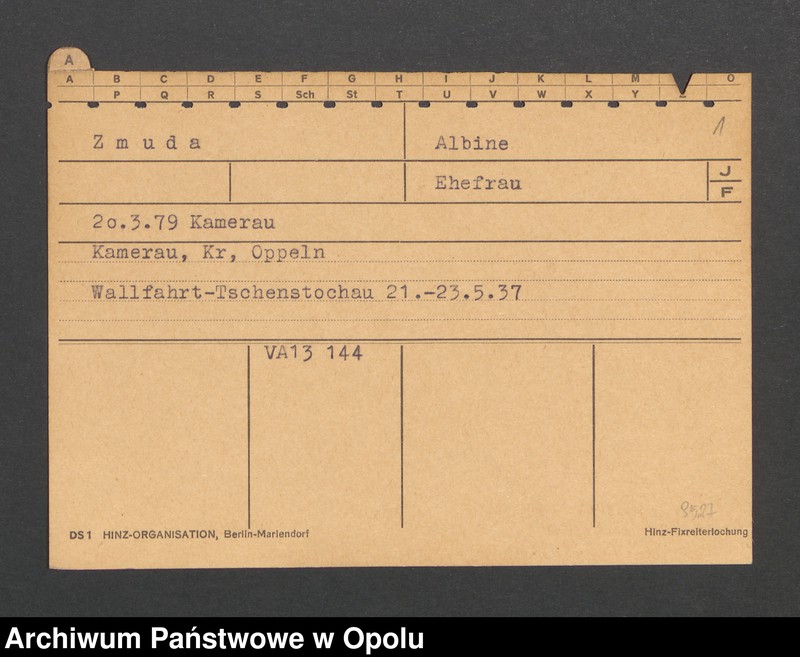 A
A B C D E F G H I J K L M O
P Q R S Sch St T U V W X Y Z
1
Z m u d a Albine
Ehefrau J
F
2o.3.79 Kamerau
Kamerau, Kr, Oppeln
Wallfahrt-Tschenstochau 21.-23.5.37
VA13 144
DS1 HINZ-ORGANISATION, Berlin-Mariendorf Hinz-Fixreiterlochung
Archiwum Państwowe w Opolu